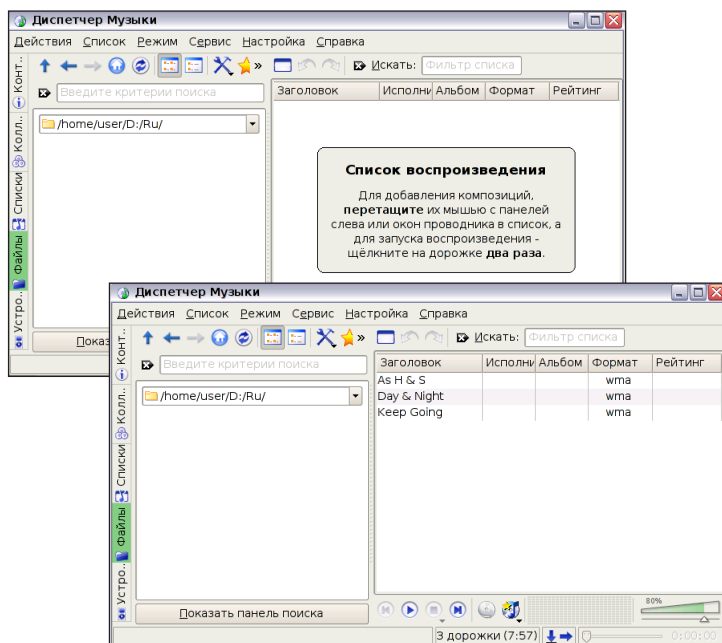 Диспетчер Музыки
Действия Список Режим Сервис Настройка Справка
» Искать: Фильтр списка
Введите критерии поиска
Заголовок Исполни Альбом Формат Рейтинг
/home/user/D:/Ru/
Конт..
Колл..
Списки
Файлы
Устро..
Список воспроизведения
Для добавления композиций,
перетащите их мышью с панелей
слева или окон проводника в список, а
для запуска воспроизведения -
щёлкните на дорожке два раза.
Показ
Диспетчер Музыки
Действия Список Режим Сервис Настройка Справка
» Искать: Фильтр списка
Введите критерии поиска
Заголовок Исполни Альбом Формат Рейтинг
/home/user/D:/Ru/
Конт..
Колл..
Списки
Файлы
Устро..
As H & S wma
Day & Night wma
Keep Going wma
Показать панель поиска
80%
3 дорожки (7:57) 0:00:00